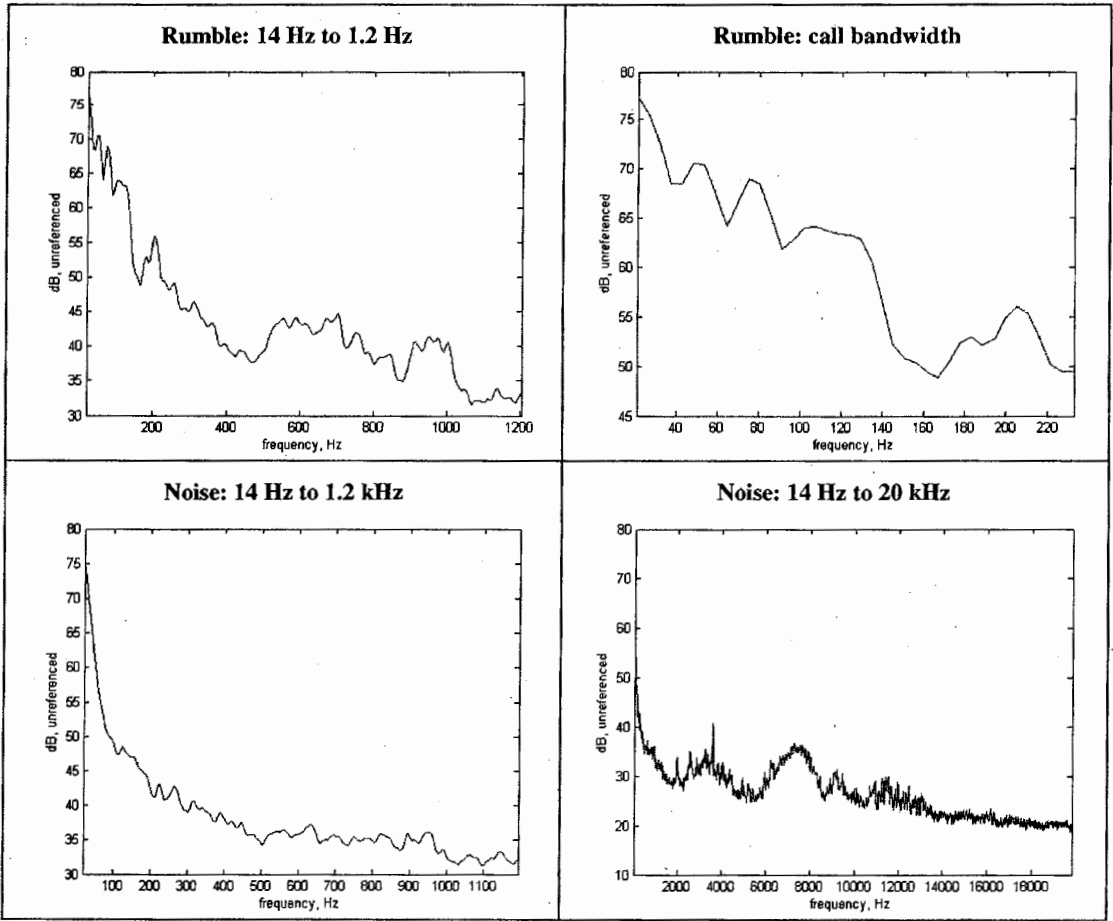 Rumble: 14 Hz to 1.2 Hz
80
75
70
65
60
55
50
45
40
35
30
dB, unreferenced
200 400 600 800 1000 1200
frequency, Hz
Rumble: call bandwidth
80
75
70
65
60
55
50
45
dB, unreferenced
40 60 80 100 120 140 160 180 200 220
frequency, Hz
Noise: 14 Hz to 1.2 kHz
80
75
70
65
60
55
50
45
40
35
30
dB, unreferenced
100 200 300 400 500 600 700 800 900 1000 1100
frequency, Hz
Noise: 14 Hz to 20 kHz
80
70
60
50
40
30
20
10
dB, unreferenced
2000 4000 6000 8000 10000 12000 14000 16000 18000
frequency, Hz